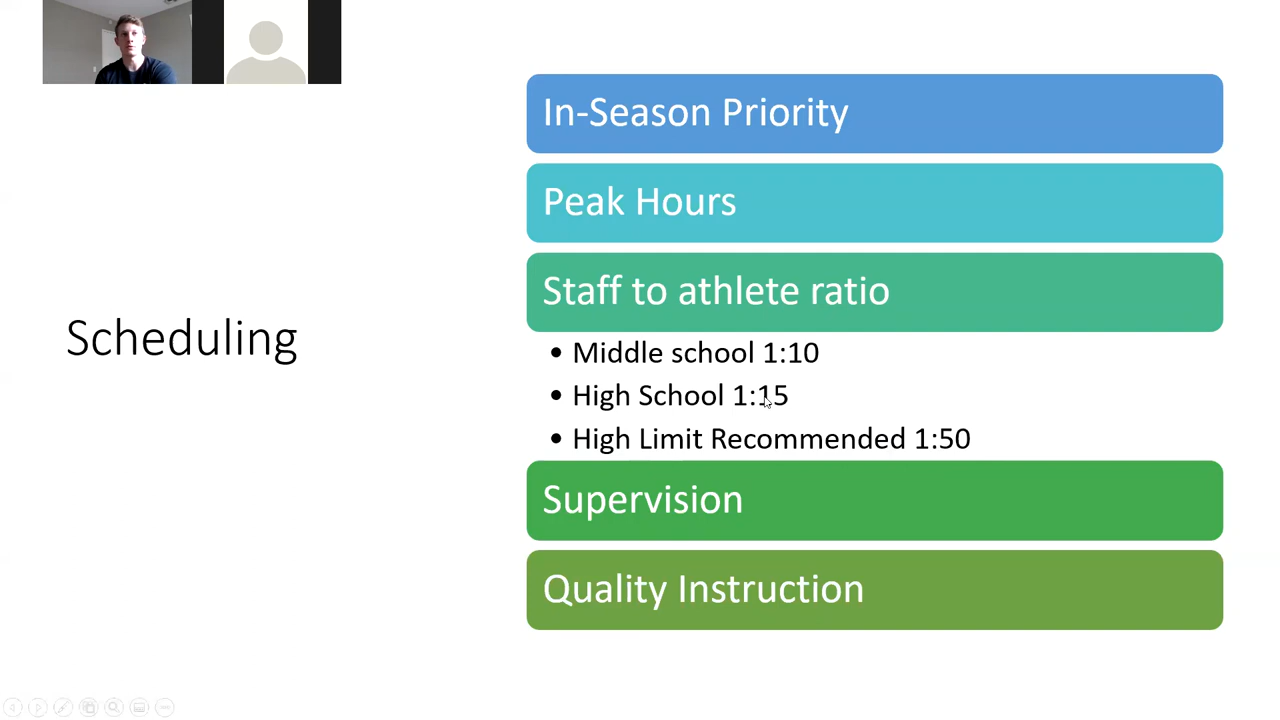 Scheduling
In-Season Priority
Peak Hours
Staff to athlete ratio
• Middle school 1:10
• High School 1:15
• High Limit Recommended 1:50
Supervision
Quality Instruction